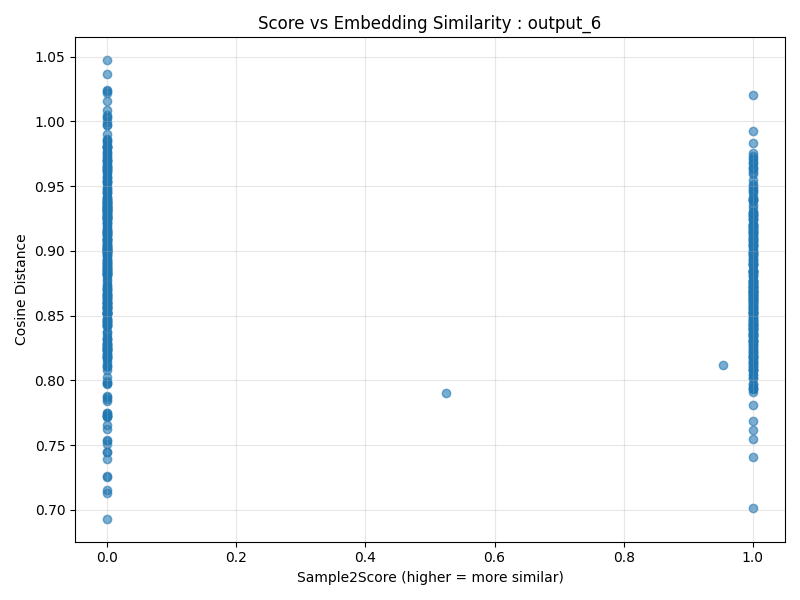 Score vs Embedding Similarity : output_6
1.05
1.00
0.95
0.90
0.85
0.80
0.75
0.70
Cosine Distance
0.0 0.2 0.4 0.6 0.8 1.0
Sample2Score (higher = more similar)